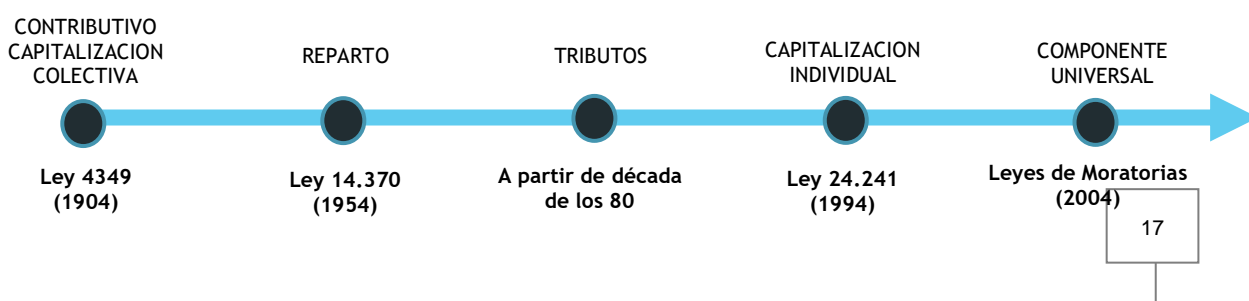 CONTRIBUTIVO
CAPITALIZACION
COLECTIVA
REPARTO
TRIBUTOS
CAPITALIZACION
INDIVIDUAL
COMPONENTE
UNIVERSAL
Ley 4349
(1904)
Ley 14.370
(1954)
A partir de década
de los 80
Ley 24.241
(1994)
Leyes de Moratorias
(2004)
17